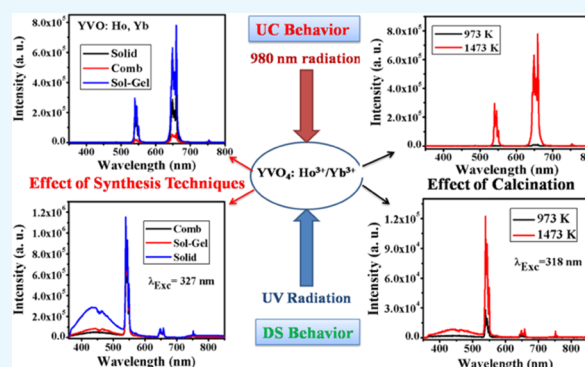 YVO: Ho, Yb
Solid
Comb
Sol-Gel
Intensity (a. u.)
8.0x10⁵
6.0x10⁵
4.0x10⁵
2.0x10⁵
0.0
400 500 600 700 800
Wavelength (nm)
UC Behavior
980 nm radiation
973 K
1473 K
Intensity (a. u.)
8.0x10⁵
6.0x10⁵
4.0x10⁵
2.0x10⁵
0.0
400 500 600 700 800
Wavelength (nm)
Effect of Synthesis Techniques
YVO₄: Ho³⁺/Yb³⁺
Effect of Calcination
Comb
Sol-Gel
Solid
λExc= 327 nm
Intensity (a. u.)
1.2x10⁶
1.0x10⁶
8.0x10⁵
6.0x10⁵
4.0x10⁵
2.0x10⁵
0.0
400 500 600 700 800
Wavelength (nm)
UV Radiation
DS Behavior
973 K
1473 K
λExc=318 nm
Intensity (a. u.)
1.2x10⁵
9.0x10⁴
6.0x10⁴
3.0x10⁴
0.0
400 500 600 700 800
Wavelength (nm)